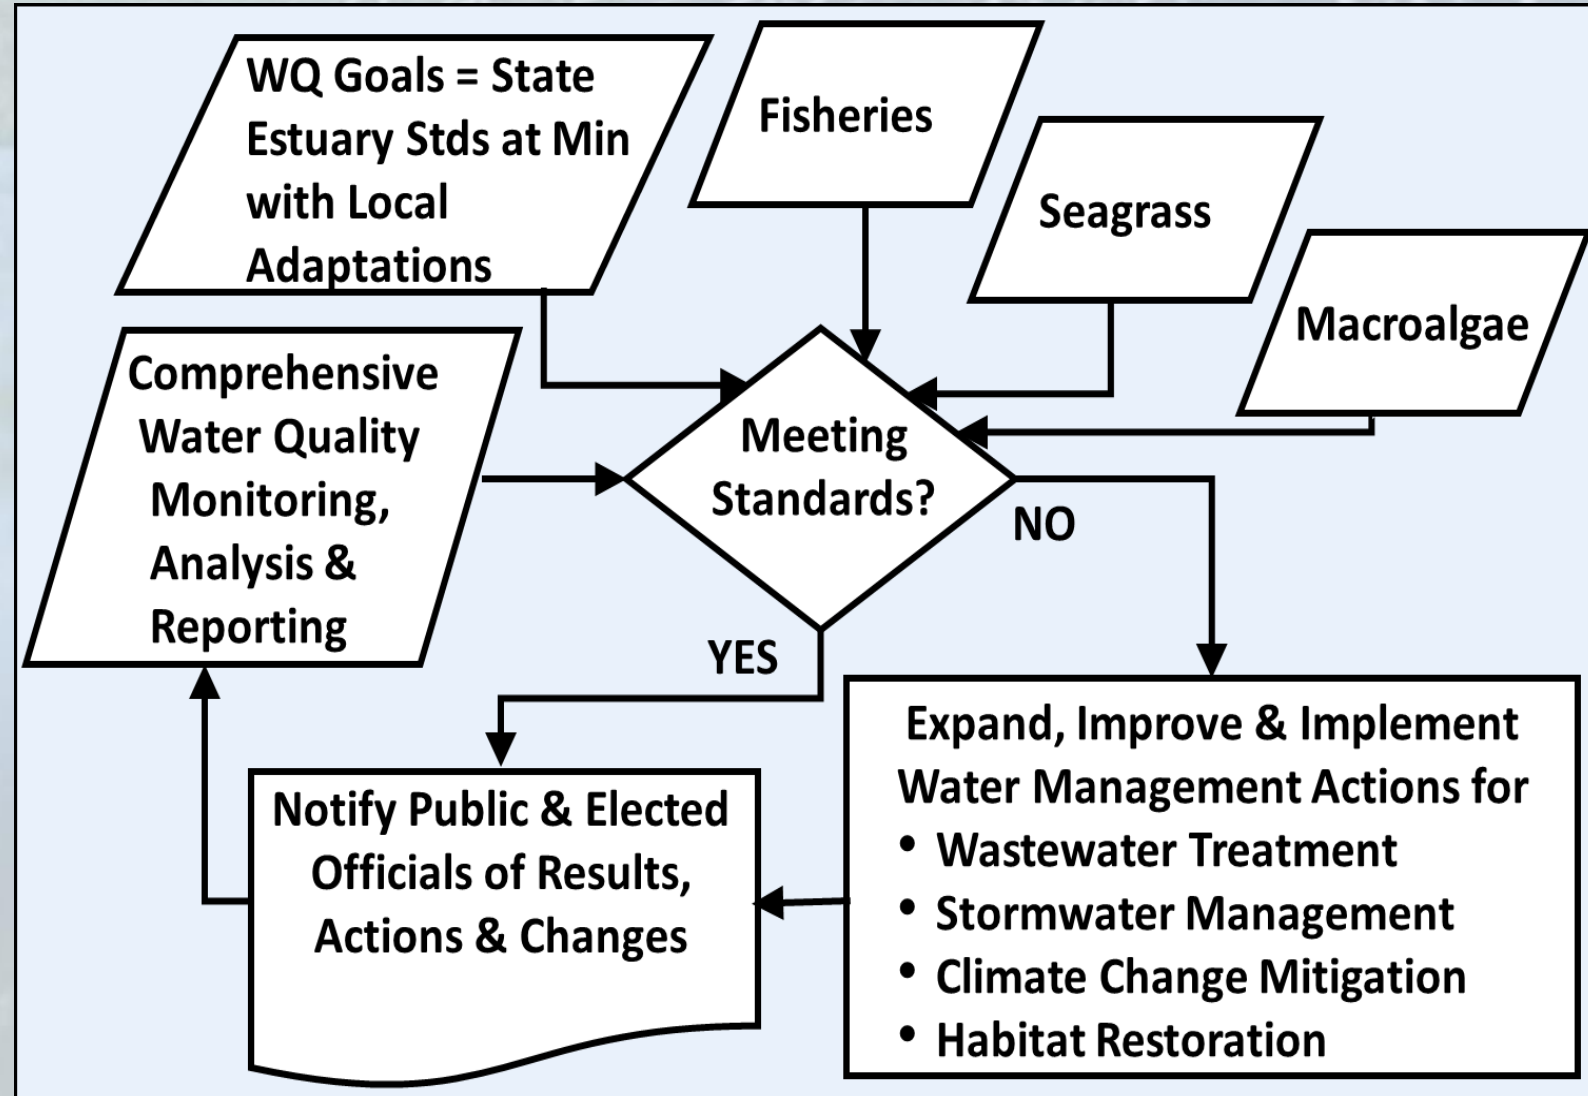 WQ Goals = State
Estuary Stds at Min
with Local
Adaptations
Fisheries
Seagrass
Macroalgae
Comprehensive
Water Quality
Monitoring,
Analysis &
Reporting
Meeting
Standards?
NO
YES
Notify Public & Elected
Officials of Results,
Actions & Changes
Expand, Improve & Implement
Water Management Actions for
• Wastewater Treatment
• Stormwater Management
• Climate Change Mitigation
• Habitat Restoration